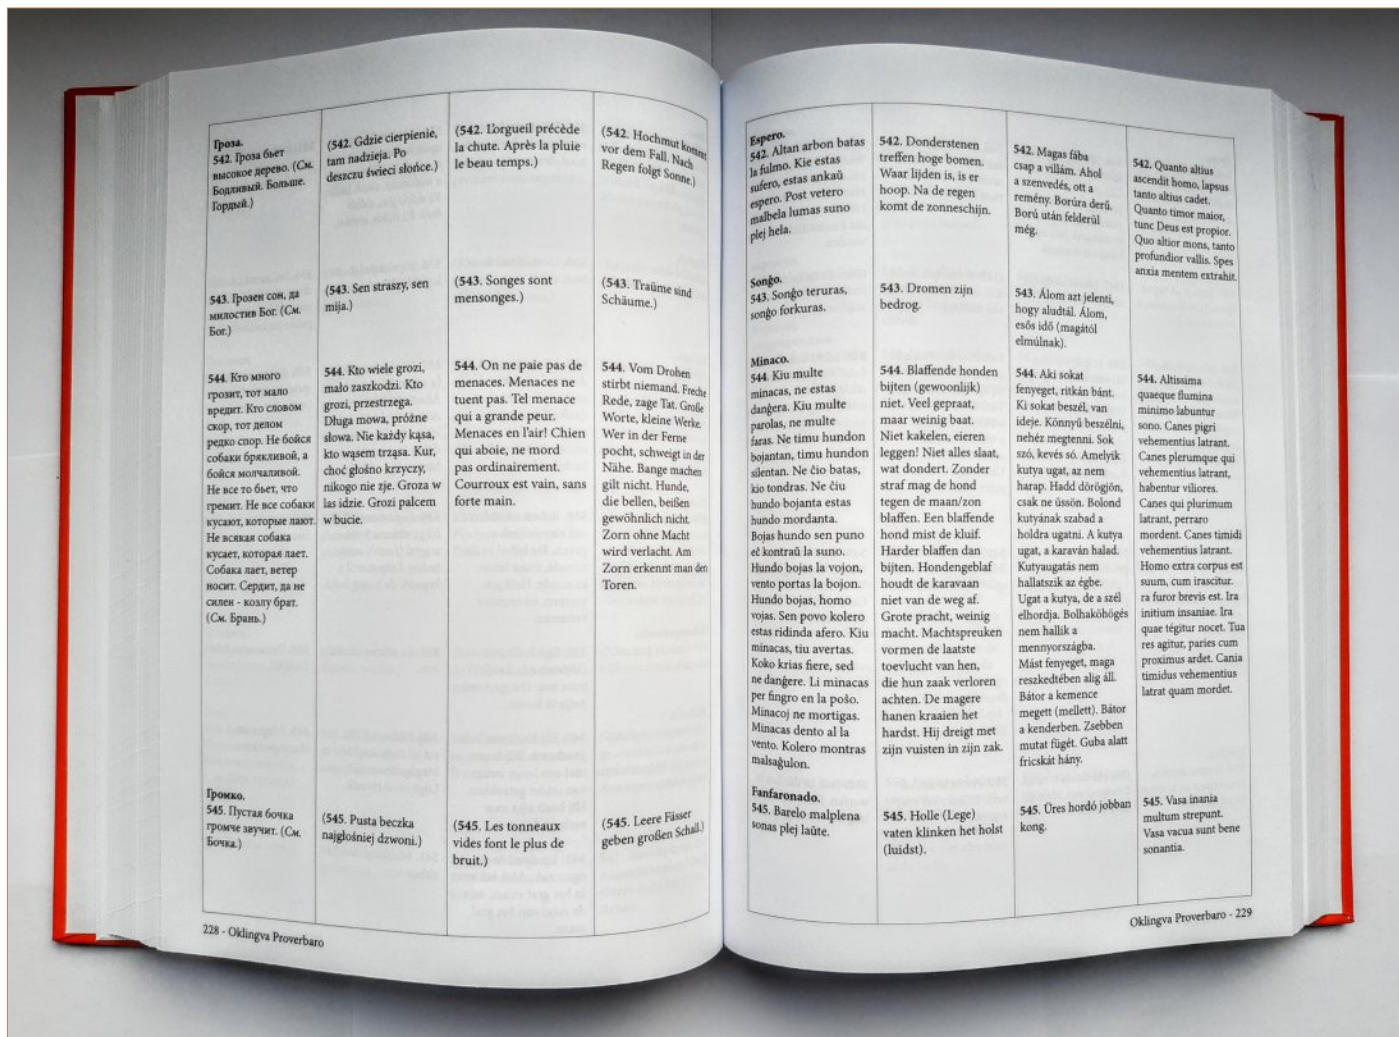 Гроза.
542. Гроза бьет
высокое дерево. (См.
Бодливый. Больше.
Гордый.)
543. Грозен сон, да
милостив Бог. (См.
Бог.)
544. Кто много
грозит, тот мало
вредит. Кто словом
скор, тот делом
редко спор. Не бойся
собаки брякливой, а
бойся молчаливой.
Не все то бьет, что
гремит. Не все собаки
кусают, которые лают.
Не всякая собака
кусает, которая лает.
Собака лает, ветер
носит. Сердит, да не
силен - козлу брат.
(См. Брань.)
Громко.
545. Пустая бочка
громче звучит. (См.
Бочка.)
(542. Gdzie cierpienie,
tam nadzieja. Po
deszczu świeci słońce.)
(543. Sen straszy, sen
mija.)
544. Kto wiele grozi,
mało zaszkodzi. Kto
grozi, przestrzega.
Długa mowa, próżne
słowa. Nie każdy kąsa,
kto wąsem trząsa. Kur,
choć głośno krzyczy,
nikogo nie zje. Groza w
las idzie. Grozi palcem
w bucie.
(545. Pusta beczka
najgłośniej dzwoni.)
(542. L'orgueil précède
la chute. Après la pluie
le beau temps.)
(543. Songes sont
mensonges.)
544. On ne paie pas de
menaces. Menaces ne
tuent pas. Tel menace
qui a grande peur.
Menaces en l'air! Chien
qui aboie, ne mord
pas ordinairement.
Courroux est vain, sans
forte main.
(545. Les tonneaux
vides font le plus de
bruit.)
(542. Hochmut kommt
vor dem Fall. Nach
Regen folgt Sonne.)
(543. Traüme sind
Schäume.)
544. Vom Drohen
stirbt niemand. Freche
Rede, zage Tat. Große
Worte, kleine Werke.
Wer in der Ferne
pocht, schweigt in der
Nähe. Bange machen
gilt nicht. Hunde,
die bellen, beißen
gewöhnlich nicht.
Zorn ohne Macht
wird verlacht. Am
Zorn erkennt man den
Toren.
(545. Leere Fässer
geben großen Schall.)
228 - Oklingva Proverbaro
Espero.
542. Altan arbon batas
la fulmo. Kie estas
sufero, estas ankaŭ
espero. Post vetero
malbela lumas suno
plej hela.
Sonĝo.
543. Sonĝo teruras,
sonĝo forkuras.
Minaco.
544. Kiu multe
minacas, ne estas
danĝera. Kiu multe
parolas, ne multe
faras. Ne timu hundon
bojantan, timu hundon
silentan. Ne ĉio batas,
kio tondras. Ne ĉiu
hundo bojanta estas
hundo mordanta.
Bojas hundo sen puno
eĉ kontraŭ la suno.
Hundo bojas la vojon,
vento portas la bojon.
Hundo bojas, homo
vojas. Sen povo kolero
estas ridinda afero. Kiu
minacas, tiu avertas.
Koko krias fiere, sed
ne danĝere. Li minacas
per fingro en la poŝo.
Minacoj ne mortigas.
Minacas dento al la
vento. Kolero montras
malsaĝulon.
Fanfaronado.
545. Barelo malplena
sonas plej laŭte.
542. Donderstenen
treffen hoge bomen.
Waar lijden is, is er
hoop. Na de regen
komt de zonneschijn.
543. Dromen zijn
bedrog.
544. Blaffende honden
bijten (gewoonlijk)
niet. Veel gepraat,
maar weinig baat.
Niet kakelen, eieren
leggen! Niet alles slaat,
wat dondert. Zonder
straf mag de hond
tegen de maan/zon
blaffen. Een blaffende
hond mist de kluif.
Harder blaffen dan
bijten. Hondengeblaf
houdt de karavaan
niet van de weg af.
Grote pracht, weinig
macht. Machtspreuken
vormen de laatste
toevlucht van hen,
die hun zaak verloren
achten. De magere
hanen kraaien het
hardst. Hij dreigt met
zijn vuisten in zijn zak.
545. Holle (Lege)
vaten klinken het holst
(luidst).
542. Magas fába
csap a villám. Ahol
a szenvedés, ott a
remény. Borúra derű.
Ború után felderül
még.
543. Álom azt jelenti,
hogy aludtál. Álom,
esős idő (magától
elmúlnak).
544. Aki sokat
fenyeget, ritkán bánt.
Ki sokat beszél, van
ideje. Könnyű beszélni,
nehéz megtenni. Sok
szó, kevés só. Amelyik
kutya ugat, az nem
harap. Hadd dörögjön,
csak ne üssön. Bolond
kutyának szabad a
holdra ugatni. A kutya
ugat, a karaván halad.
Kutyaugatás nem
hallatszik az égbe.
Ugat a kutya, de a szél
elhordja. Bolhaköhögés
nem hallik a
mennyországba.
Mást fenyeget, maga
reszkedtében alig áll.
Bátor a kemence
megett (mellett). Bátor
a kenderben. Zsebben
mutat fügét. Guba alatt
fricskát hány.
545. Üres hordó jobban
kong.
542. Quanto altius
ascendit homo, lapsus
tanto altius cadet.
Quanto timor maior,
tunc Deus est propior.
Quo altior mons, tanto
profundior vallis. Spes
anxia mentem extrahit.
544. Altissima
quaeque flumina
minimo labuntur
sono. Canes pigri
vehementius latrant.
Canes plerumque qui
vehementius latrant,
habentur viliores.
Canes qui plurimum
latrant, perraro
mordent. Canes timidi
vehementius latrant.
Homo extra corpus est
suum, cum irascitur.
ra furor brevis est. Ira
initium insaniae. Ira
quae tégitur nocet. Tua
res agitur, paries cum
proximus ardet. Cania
timidus vehementius
latrat quam mordet.
545. Vasa inania
multum strepunt.
Vasa vacua sunt bene
sonantia.
Oklingva Proverbaro - 229